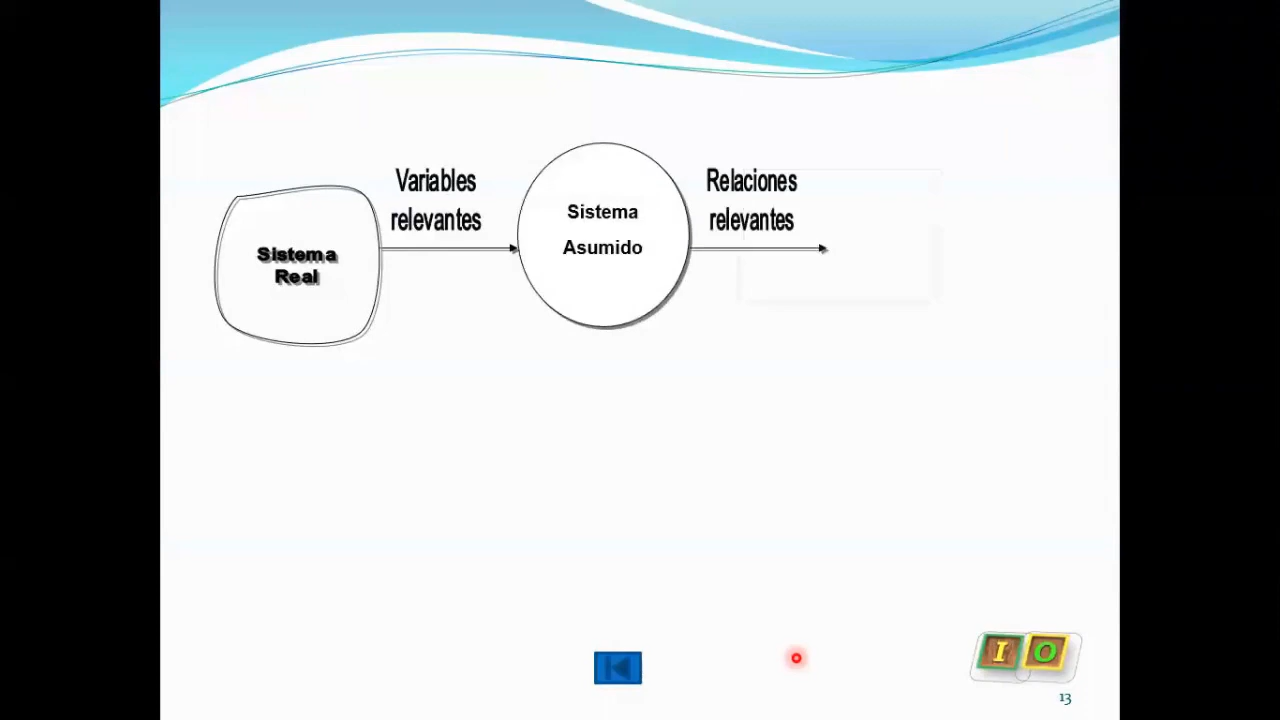 Variables
relevantes
Sistema
Asumido
Relaciones
relevantes
Sistema
Real
I O
13